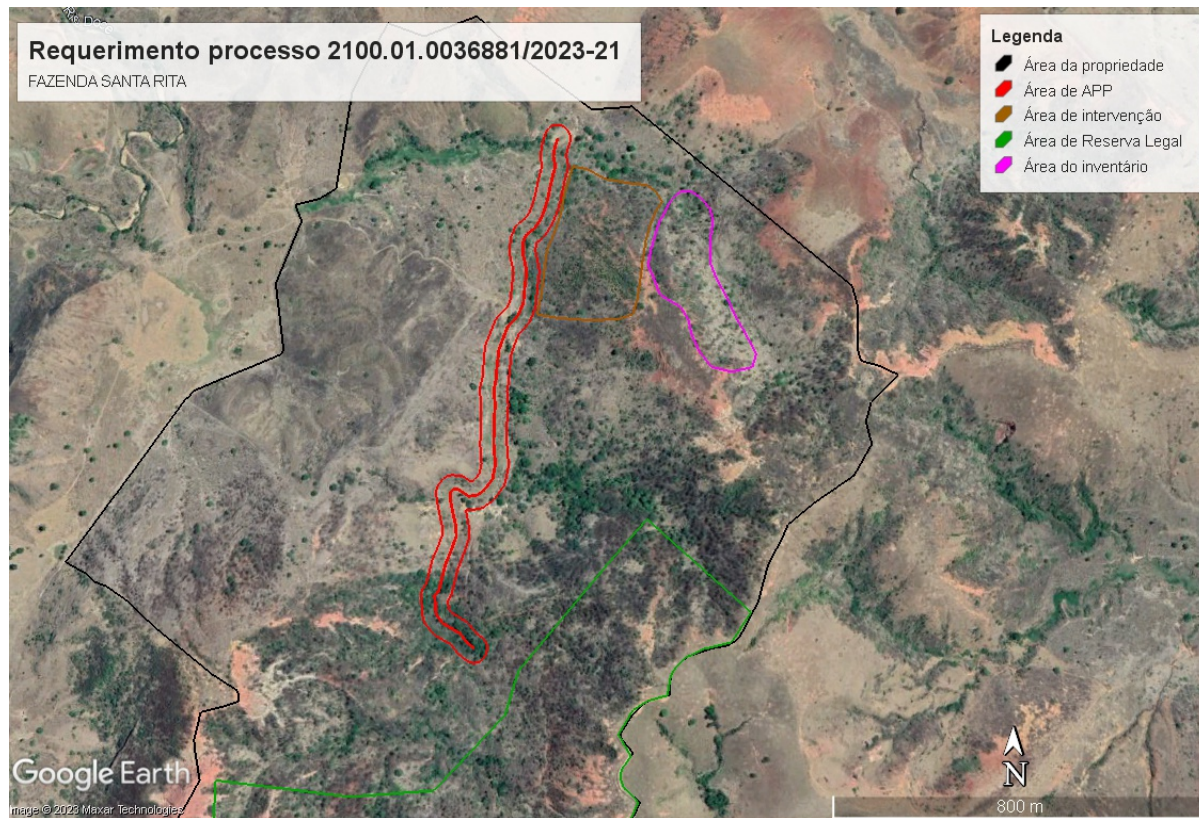 Requerimento processo 2100.01.0036881/2023-21
FAZENDA SANTA RITA
Legenda
Área da propriedade
Área de APP
Área de intervenção
Área de Reserva Legal
Área do inventário
N
Google Earth
Image © 2023 Maxar Technologies
800 m